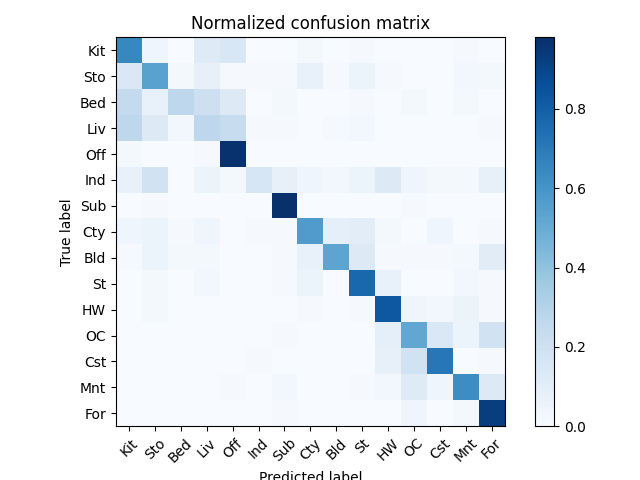 Normalized confusion matrix
True label
Kit
Sto
Bed
Liv
Off
Ind
Sub
Cty
Bld
St
HW
OC
Cst
Mnt
For
Kit Sto Bed Liv Off Ind Sub Cty Bld St HW OC Cst Mnt For
Predicted label
0.8
0.6
0.4
0.2
0.0